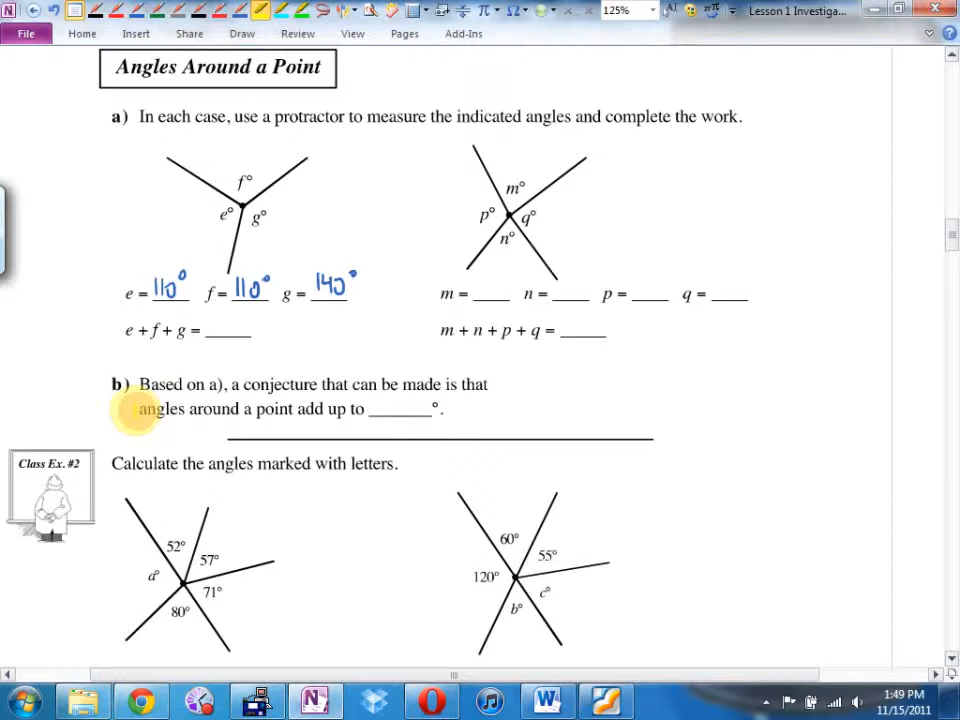 125%
Lesson 1 Investiga...
File Home Insert Share Draw Review View Pages Add-Ins
Angles Around a Point
a) In each case, use a protractor to measure the indicated angles and complete the work.
f° e° g°
m° p° q° n°
e = 110° f = 110° g = 140°
m = ____ n = ____ p = ____ q = ____
e + f + g = _____
m + n + p + q = _____
b) Based on a), a conjecture that can be made is that
angles around a point add up to _______°.
Class Ex. #2
Calculate the angles marked with letters.
52° 57° a° 71° 80°
60° 55° 120° c° b°
1:49 PM
11/15/2011